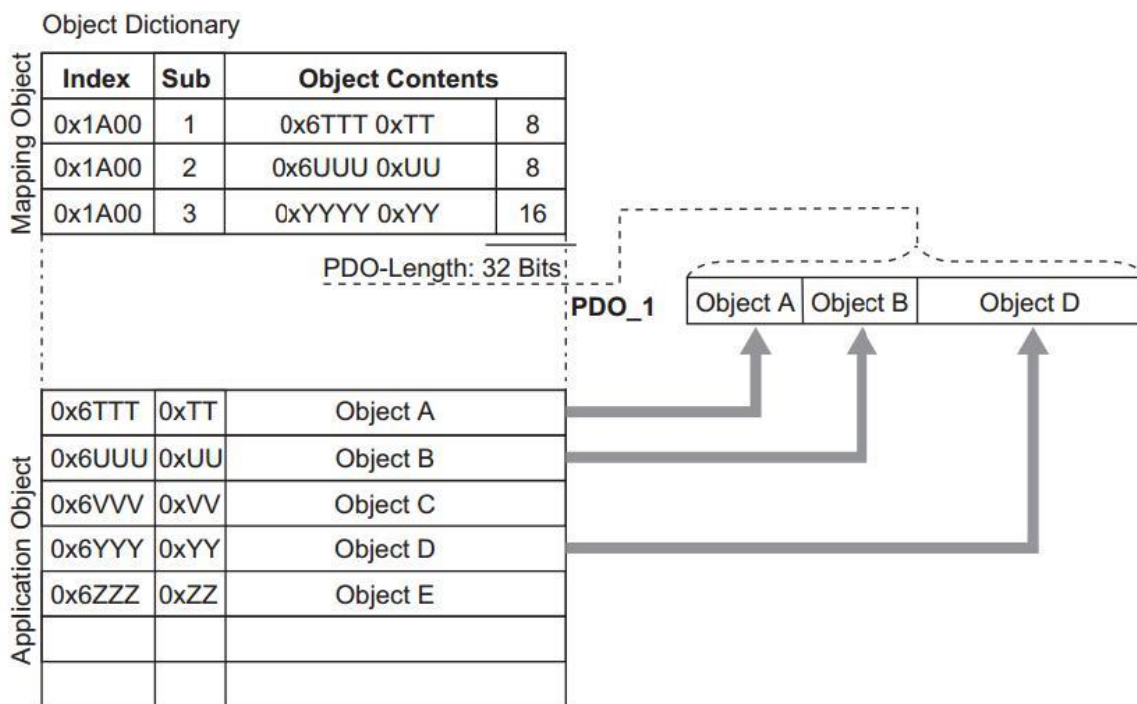 Object Dictionary
Mapping Object
Index Sub Object Contents
0x1A00 1 0x6TTT 0xTT 8
0x1A00 2 0x6UUU 0xUU 8
0x1A00 3 0xYYYY 0xYY 16
PDO-Length: 32 Bits
PDO_1 Object A Object B Object D
Application Object
0x6TTT 0xTT Object A
0x6UUU 0xUU Object B
0x6VVV 0xVV Object C
0x6YYY 0xYY Object D
0x6ZZZ 0xZZ Object E